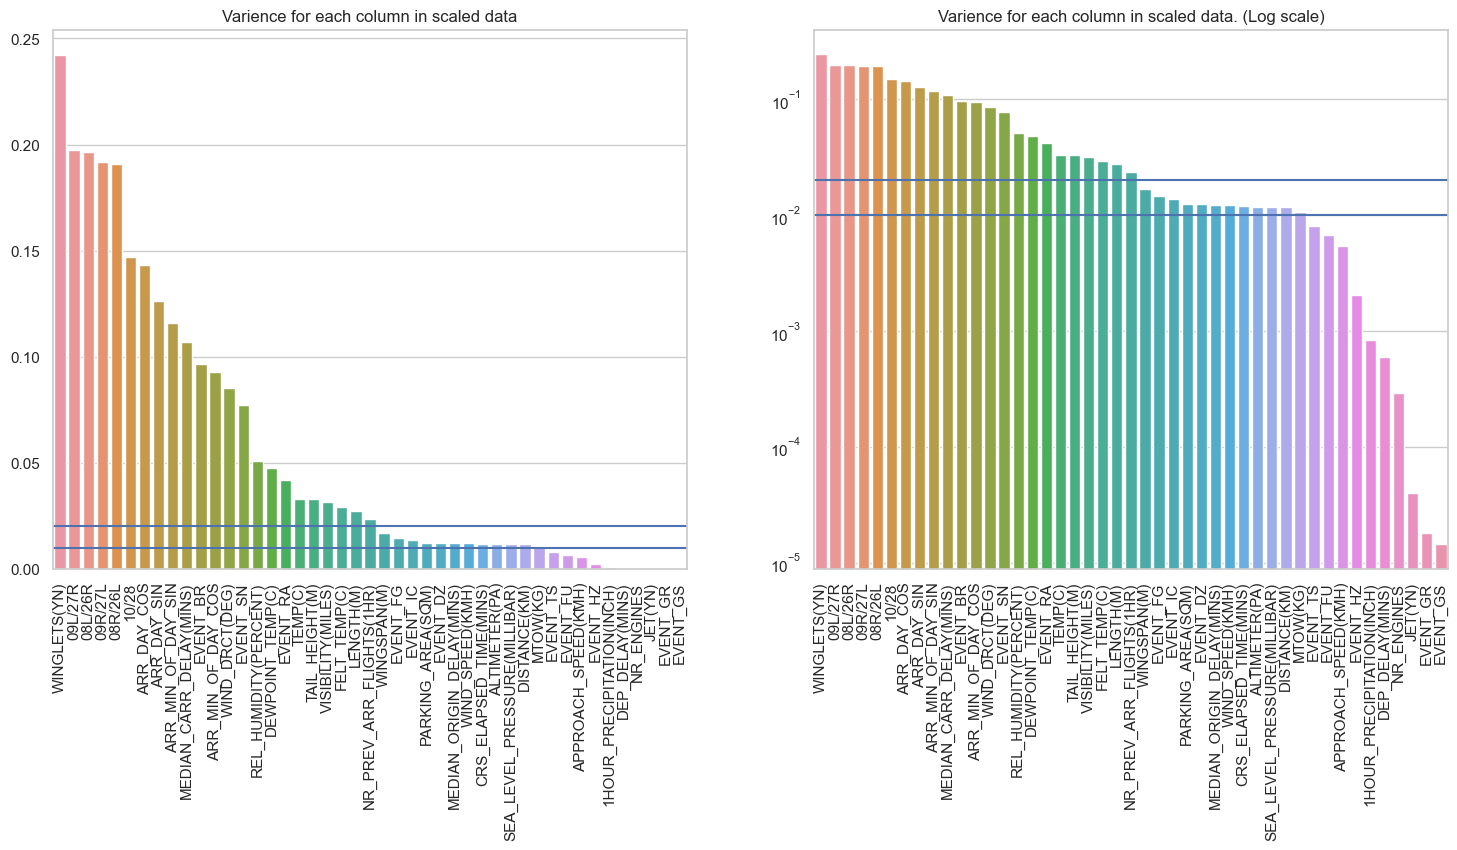 Varience for each column in scaled data
0.25
0.20
0.15
0.10
0.05
0.00
WINGLETS(YN)
09L/27R
08R/26R
09R/27L
08R/26L
10/28
ARR_DAY_COS
ARR_DAY_SIN
ARR_MIN_OF_DAY_SIN
MEDIAN_CARR_DELAY(MINS)
EVENT_BR
ARR_MIN_OF_DAY_COS
WIND_DRCT(DEG)
EVENT_SN
REL_HUMIDITY(PERCENT)
DEWPOINT_TEMP(C)
EVENT_RA
TEMP(C)
TAIL_HEIGHT(M)
VISIBILITY(MILES)
FELT_TEMP(C)
LENGTH(M)
NR_PREV_ARR_FLIGHTS(1HR)
WINGSPAN(M)
EVENT_FG
EVENT_IC
PARKING_AREA(SQM)
EVENT_DZ
MEDIAN_ORIGIN_DELAY(MINS)
WIND_SPEED(KMH)
CRS_ELAPSED_TIME(MINS)
ALTIMETER(PA)
SEA_LEVEL_PRESSURE(MILLIBAR)
DISTANCE(KM)
MTOW(KG)
EVENT_TS
EVENT_FU
APPROACH_SPEED(KMH)
EVENT_HZ
1HOUR_PRECIPITATION(INCH)
DEP_DELAY(MINS)
NR_ENGINES
JET(YN)
EVENT_GR
EVENT_GS
Varience for each column in scaled data. (Log scale)
10−1
10−2
10−3
10−4
10−5
WINGLETS(YN)
09L/27R
08L/26R
09R/27L
08R/26L
10/28
ARR_DAY_COS
ARR_DAY_SIN
ARR_MIN_OF_DAY_SIN
MEDIAN_CARR_DELAY(MINS)
EVENT_BR
ARR_MIN_OF_DAY_COS
WIND_DRCT(DEG)
EVENT_SN
REL_HUMIDITY(PERCENT)
DEWPOINT_TEMP(C)
EVENT_RA
TEMP(C)
TAIL_HEIGHT(M)
VISIBILITY(MILES)
FELT_TEMP(C)
LENGTH(M)
NR_PREV_ARR_FLIGHTS(1HR)
WINGSPAN(M)
EVENT_FG
EVENT_IC
PARKING_AREA(SQM)
EVENT_DZ
MEDIAN_ORIGIN_DELAY(MINS)
WIND_SPEED(KMH)
CRS_ELAPSED_TIME(MINS)
ALTIMETER(PA)
SEA_LEVEL_PRESSURE(MILLIBAR)
DISTANCE(KM)
MTOW(KG)
EVENT_TS
EVENT_FU
APPROACH_SPEED(KMH)
EVENT_HZ
1HOUR_PRECIPITATION(INCH)
DEP_DELAY(MINS)
NR_ENGINES
JET(YN)
EVENT_GR
EVENT_GS